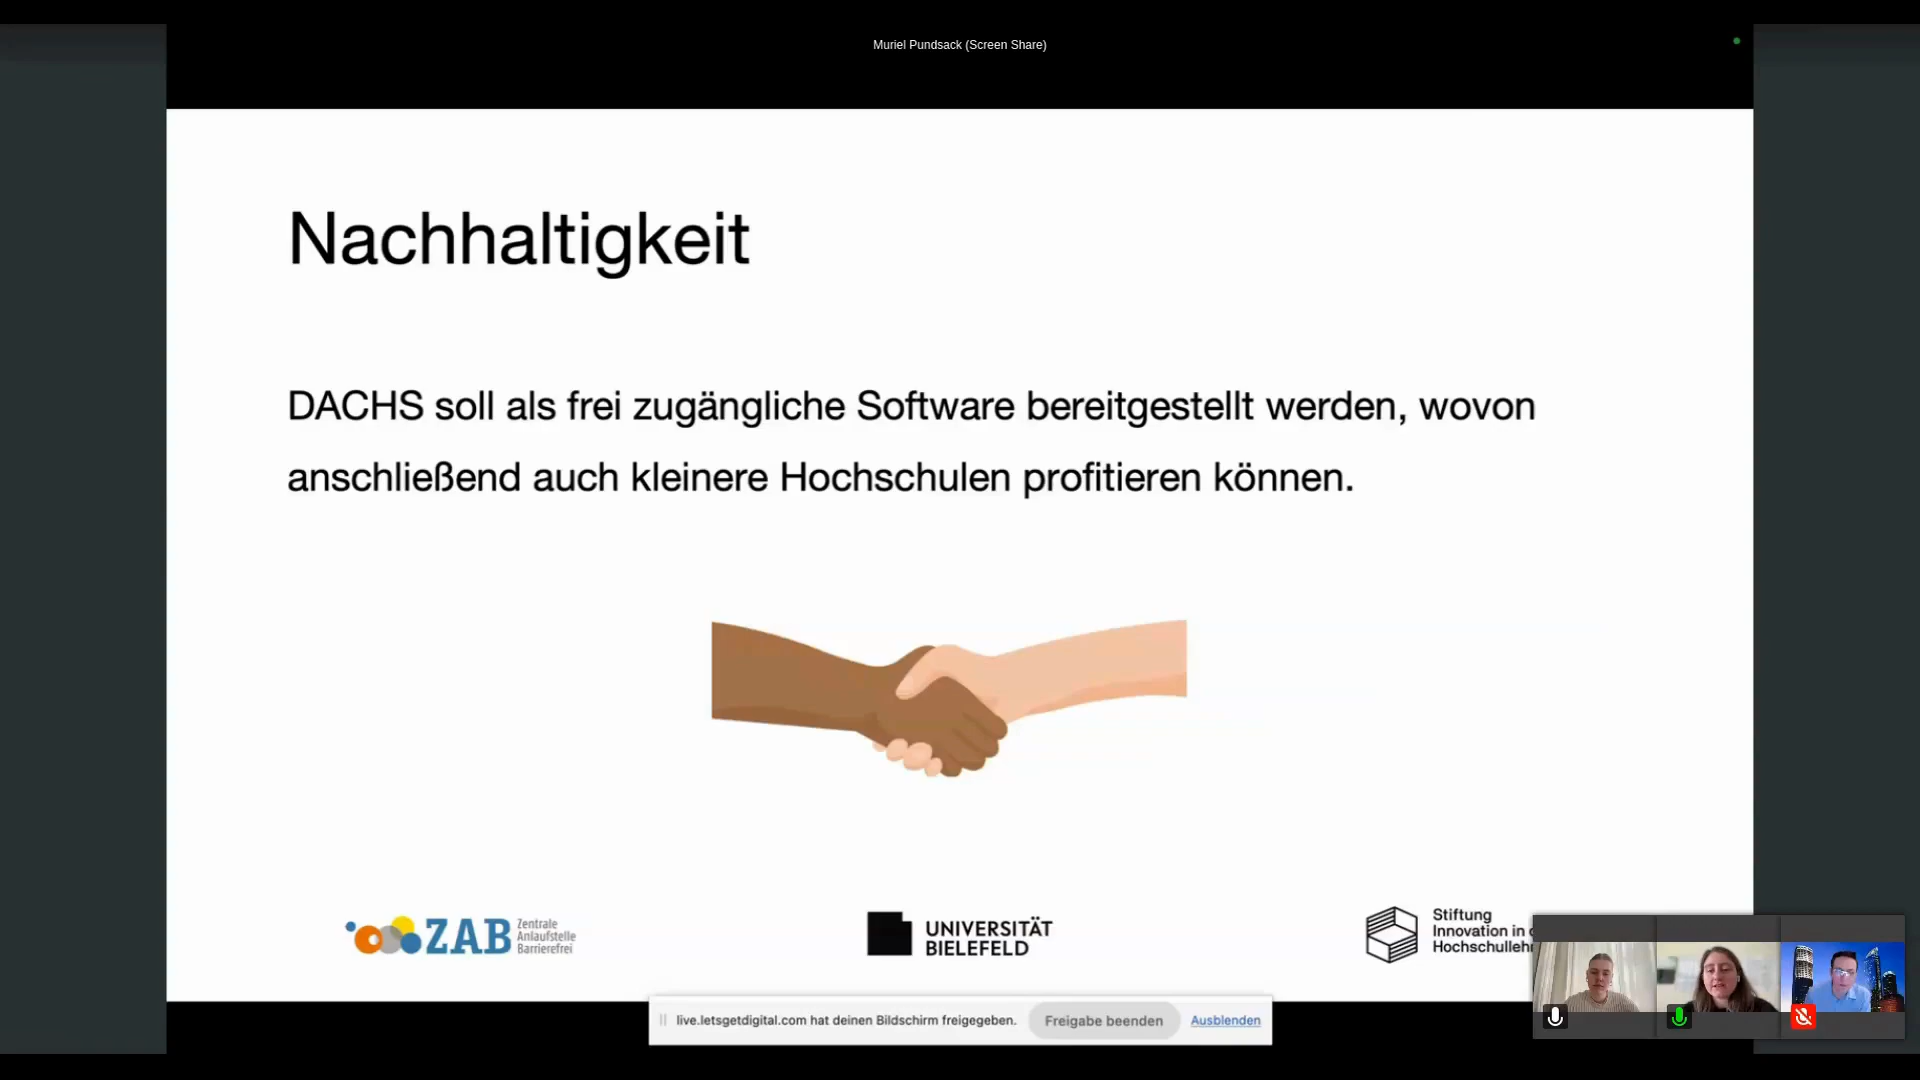 Muriel Pundsack (Screen Share)
Nachhaltigkeit
DACHS soll als frei zugängliche Software bereitgestellt werden, wovon
anschließend auch kleinere Hochschulen profitieren können.
ZAB
Zentrale
Anlaufstelle
Barrierefrei
UNIVERSITÄT
BIELEFELD
Stiftung
Innovation in
live.letsgetdigital.com hat deinen Bildschirm freigegeben.
Freigabe beenden
Ausblenden